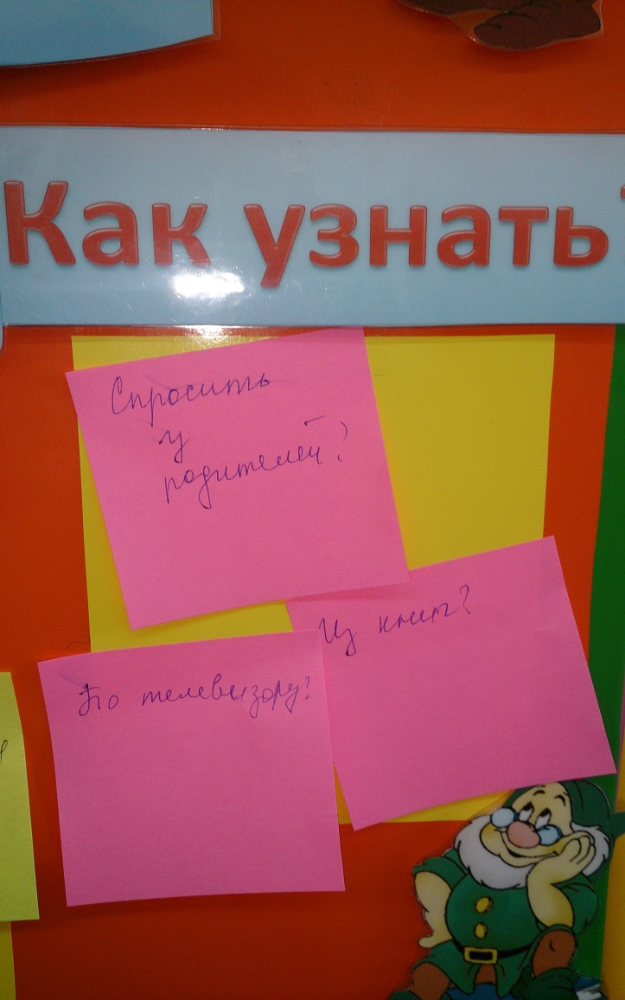 Как узнать?
Спросить
у
родителей?
Из книг?
По телевизору?